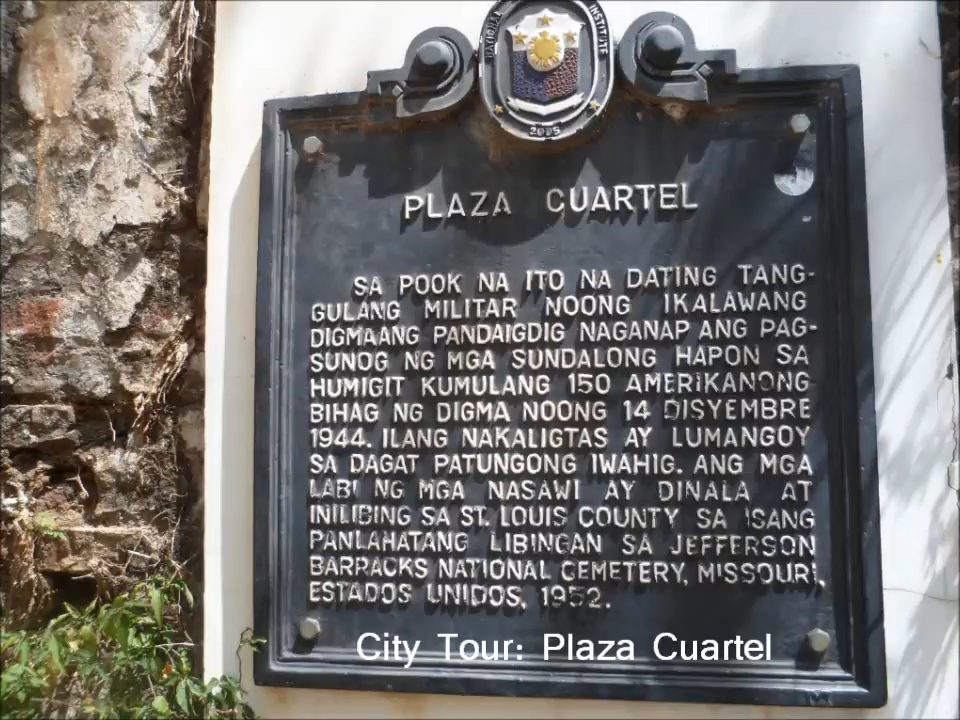 NATIONAL
INSTITUTE
2005
PLAZA CUARTEL
SA POOK NA ITO NA DATING TANG-
GULANG MILITAR NOONG IKALAWANG
DIGMAANG PANDAIGDIG NAGANAP ANG PAG-
SUNOG NG MGA SUNDALONG HAPON SA
HUMIGIT KUMULANG 150 AMERIKANONG
BIHAG NG DIGMA NOONG 14 DISYEMBRE
1944. ILANG NAKALIGTAS AY LUMANGOY
SA DAGAT PATUNGONG IWAHIG. ANG MGA
LABI NG MGA NASAWI AY DINALA AT
INILIBING SA ST. LOUIS COUNTY SA ISANG
PANLAHATANG LIBINGAN SA JEFFERSON
BARRACKS NATIONAL CEMETERY, MISSOURI,
ESTADOS UNIDOS, 1952.
City Tour: Plaza Cuartel